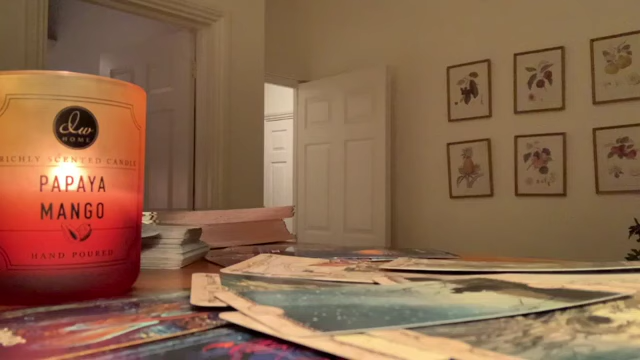 dw
HOME
RICHLY SCENTED CANDLE
PAPAYA
MANGO
HAND POURED